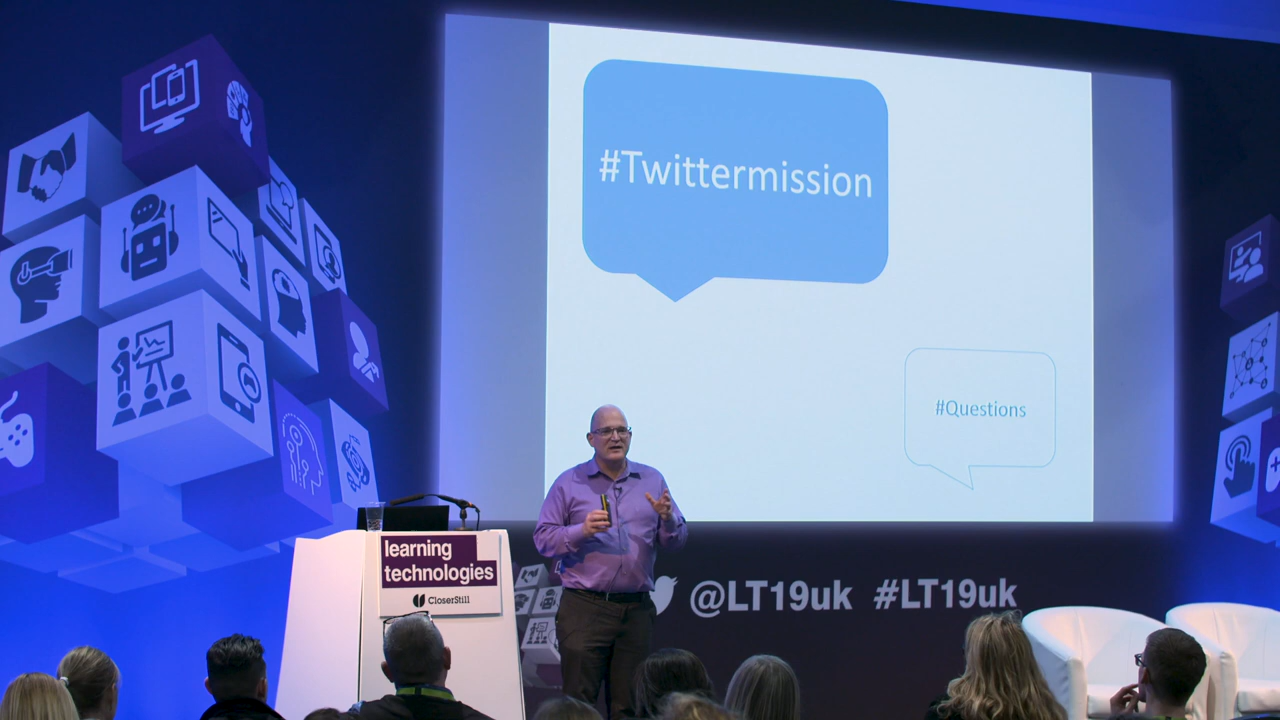 #Twittermission
#Questions
learning
technologies
CloserStill
@LT19uk #LT19uk